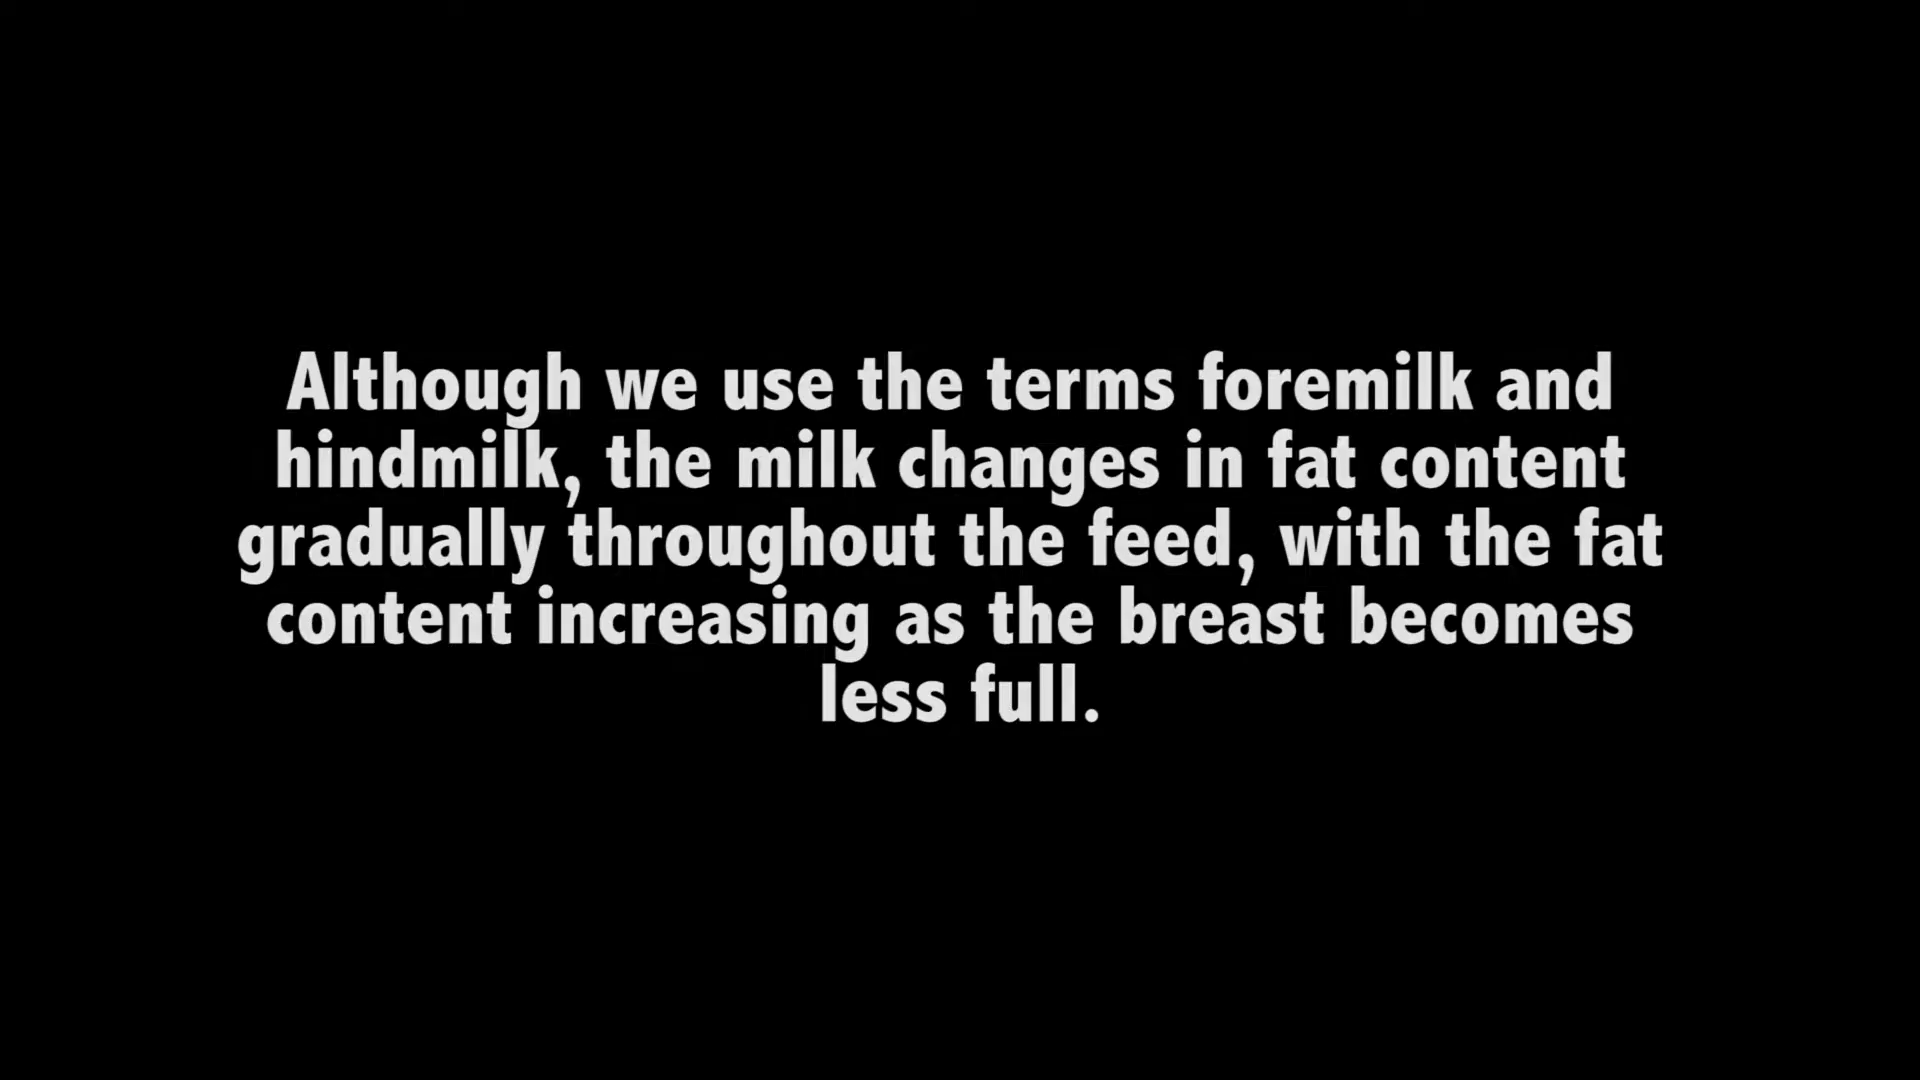 Although we use the terms foremilk and
hindmilk, the milk changes in fat content
gradually throughout the feed, with the fat
content increasing as the breast becomes
less full.